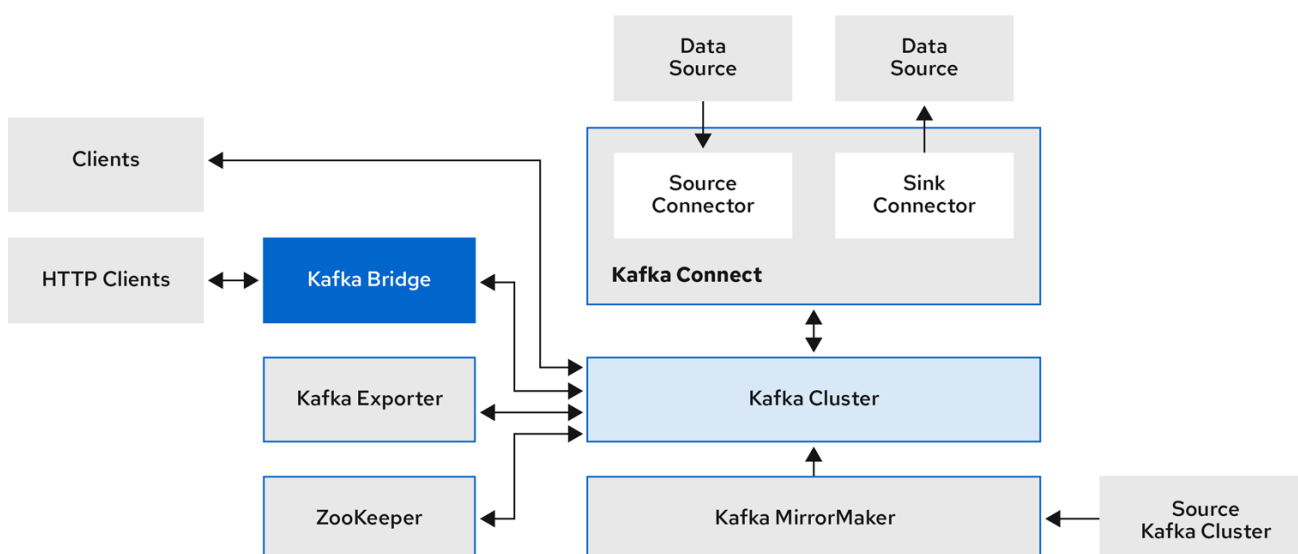 Data
Source
Data
Source
Clients
Source
Connector
Sink
Connector
HTTP Clients
Kafka Bridge
Kafka Connect
Kafka Exporter
Kafka Cluster
ZooKeeper
Kafka MirrorMaker
Source
Kafka Cluster